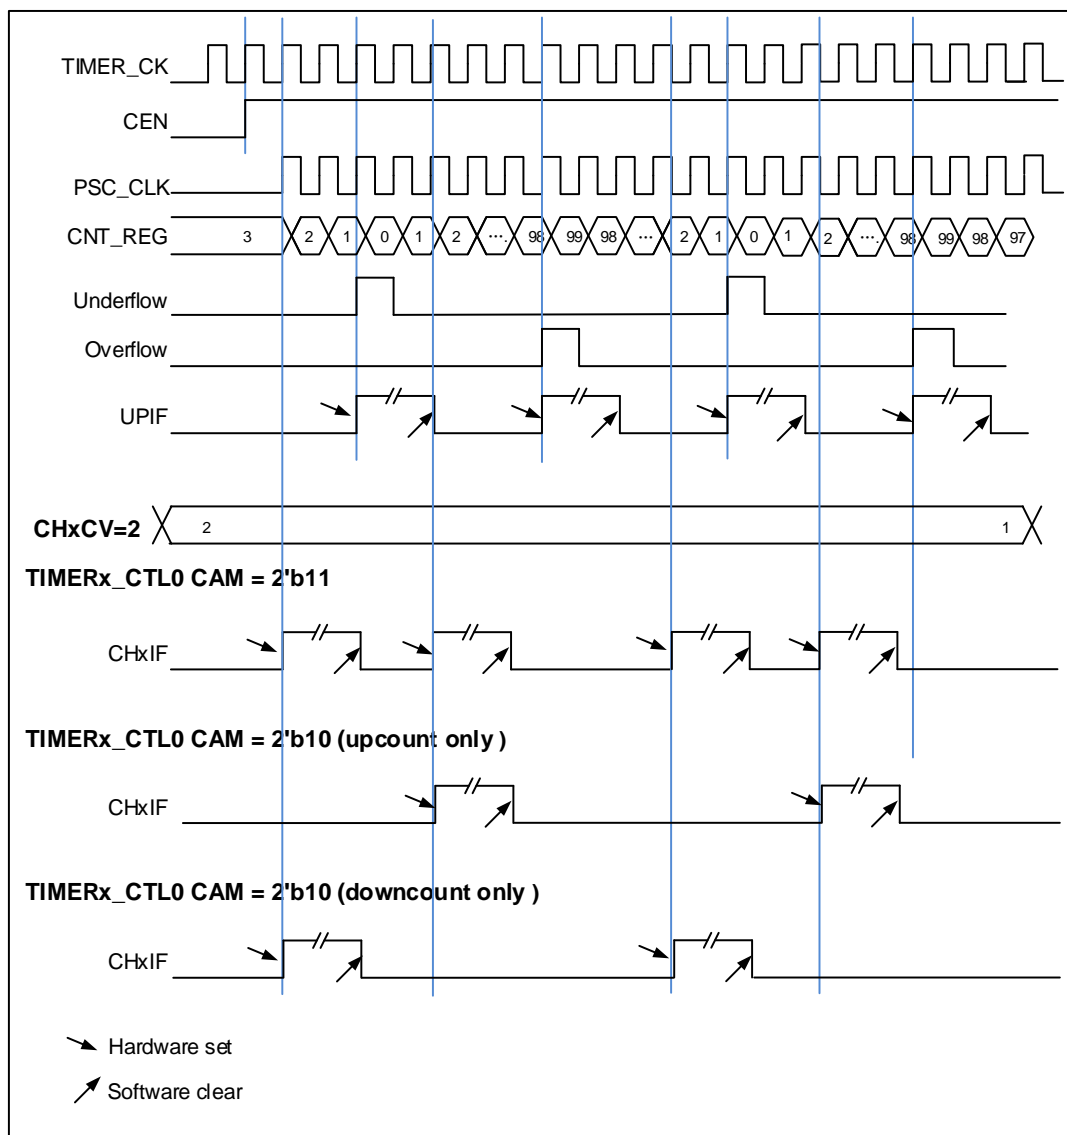 TIMER_CK
CEN
PSC_CLK
CNT_REG 3 2 1 0 1 2 .... 98 99 98 ... 2 1 0 1 2 .... 98 99 98 97
Underflow
Overflow
UPIF
CHxCV=2 2 1
TIMERx_CTL0 CAM = 2'b11
CHxIF
TIMERx_CTL0 CAM = 2'b10 (upcount only )
CHxIF
TIMERx_CTL0 CAM = 2'b10 (downcount only )
CHxIF
Hardware set
Software clear